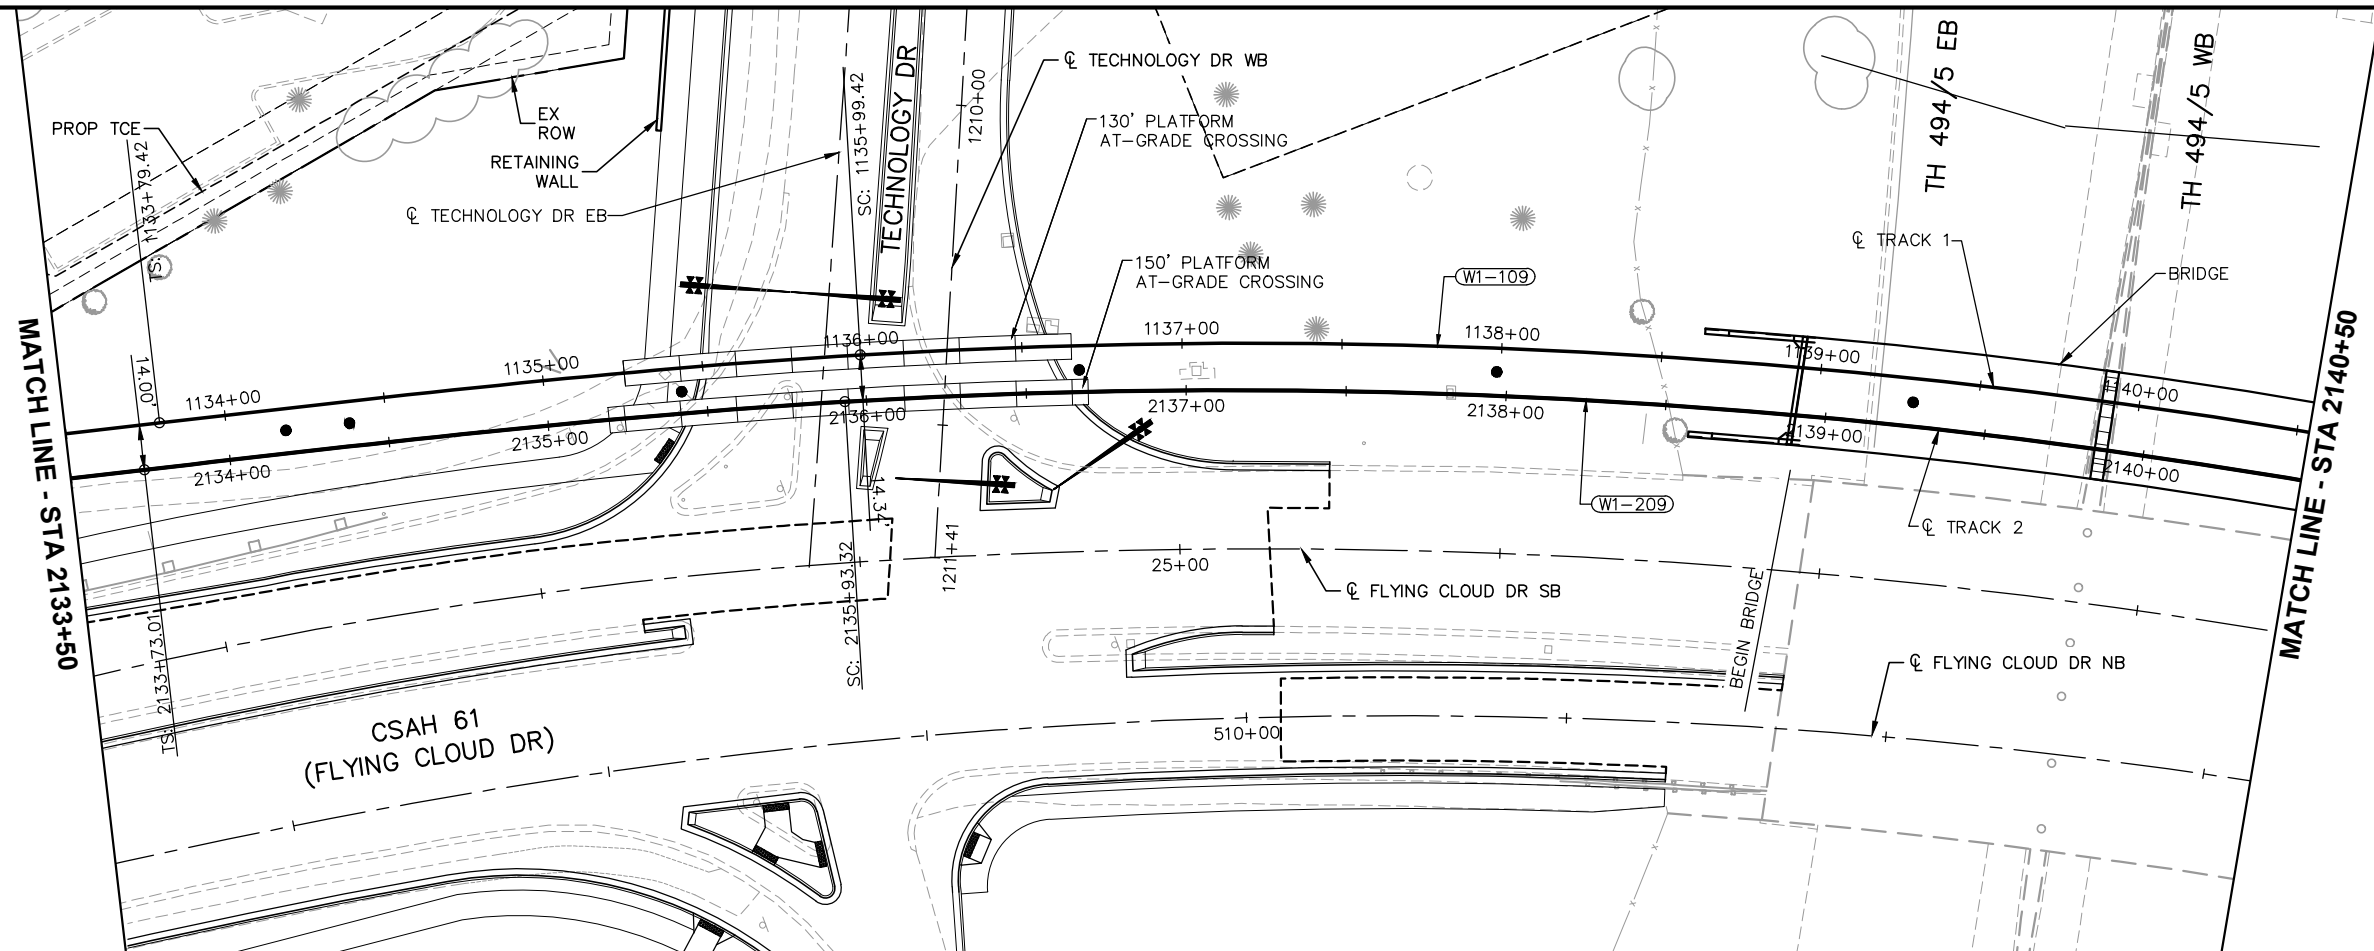 MATCH LINE - STA 2133+50
PROP TCE
TS: 1133+79.42
14.00'
EX
ROW
RETAINING
WALL
℄ TECHNOLOGY DR EB
SC: 1135+99.42
TECHNOLOGY DR
1210+00
℄ TECHNOLOGY DR WB
130' PLATFORM
AT-GRADE CROSSING
150' PLATFORM
AT-GRADE CROSSING
W1-109
TH 494/5 EB
TH 494/5 WB
℄ TRACK 1
BRIDGE
1134+00
1135+00
1136+00
1137+00
1138+00
1139+00
1140+00
2134+00
2135+00
2136+00
2137+00
2138+00
2139+00
2140+00
14.34'
W1-209
℄ TRACK 2
1211+41
25+00
℄ FLYING CLOUD DR SB
BEGIN BRIDGE
TS: 2133+73.01
SC: 2135+93.32
℄ FLYING CLOUD DR NB
CSAH 61
(FLYING CLOUD DR)
510+00
MATCH LINE - STA 2140+50